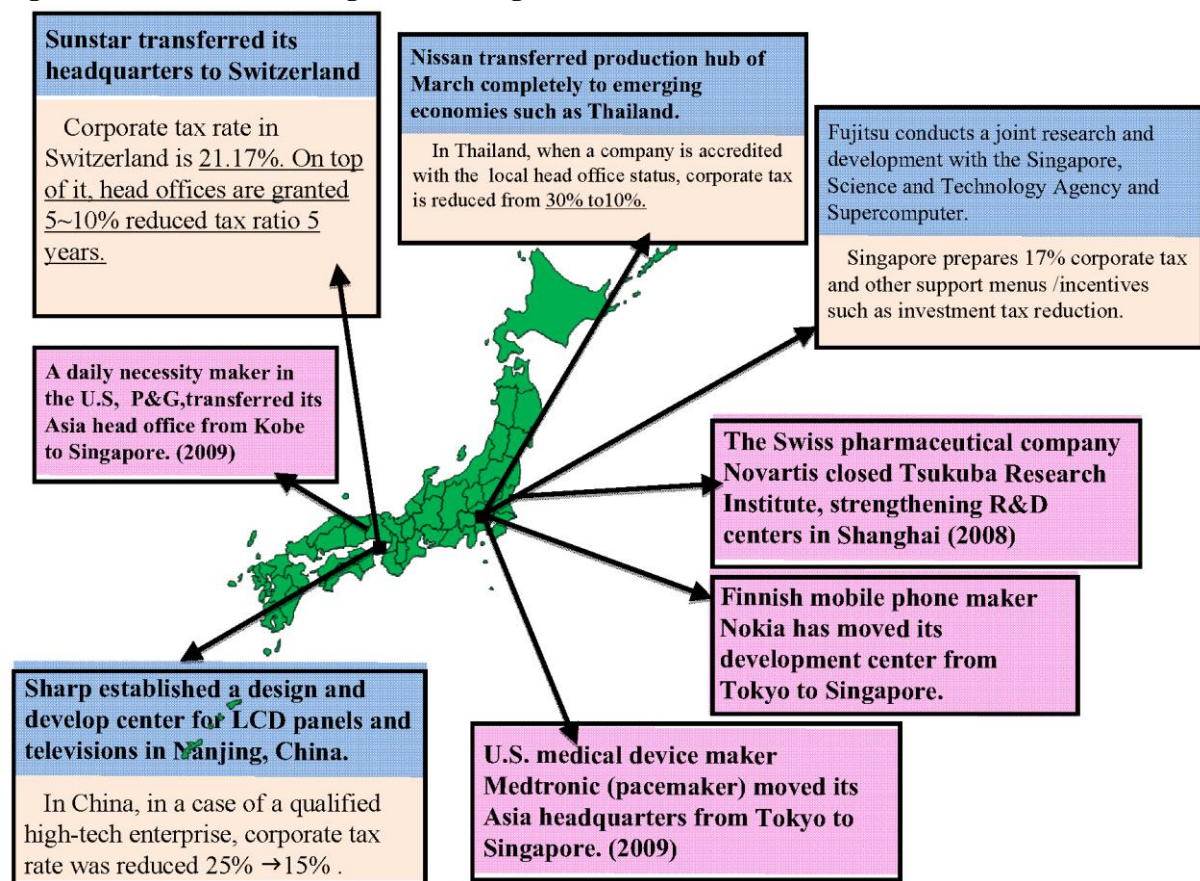 Sunstar transferred its
headquarters to Switzerland
Corporate tax rate in
Switzerland is 21.17%. On top
of it, head offices are granted
5~10% reduced tax ratio 5
years.
Nissan transferred production hub of
March completely to emerging
economies such as Thailand.
In Thailand, when a company is accredited
with the local head office status, corporate tax
is reduced from 30% to10%.
Fujitsu conducts a joint research and
development with the Singapore,
Science and Technology Agency and
Supercomputer.
Singapore prepares 17% corporate tax
and other support menus /incentives
such as investment tax reduction.
A daily necessity maker in
the U.S, P&G,transferred its
Asia head office from Kobe
to Singapore. (2009)
The Swiss pharmaceutical company
Novartis closed Tsukuba Research
Institute, strengthening R&D
centers in Shanghai (2008)
Finnish mobile phone maker
Nokia has moved its
development center from
Tokyo to Singapore.
Sharp established a design and
develop center for LCD panels and
televisions in Nanjing, China.
In China, in a case of a qualified
high-tech enterprise, corporate tax
rate was reduced 25% →15% .
U.S. medical device maker
Medtronic (pacemaker) moved its
Asia headquarters from Tokyo to
Singapore. (2009)